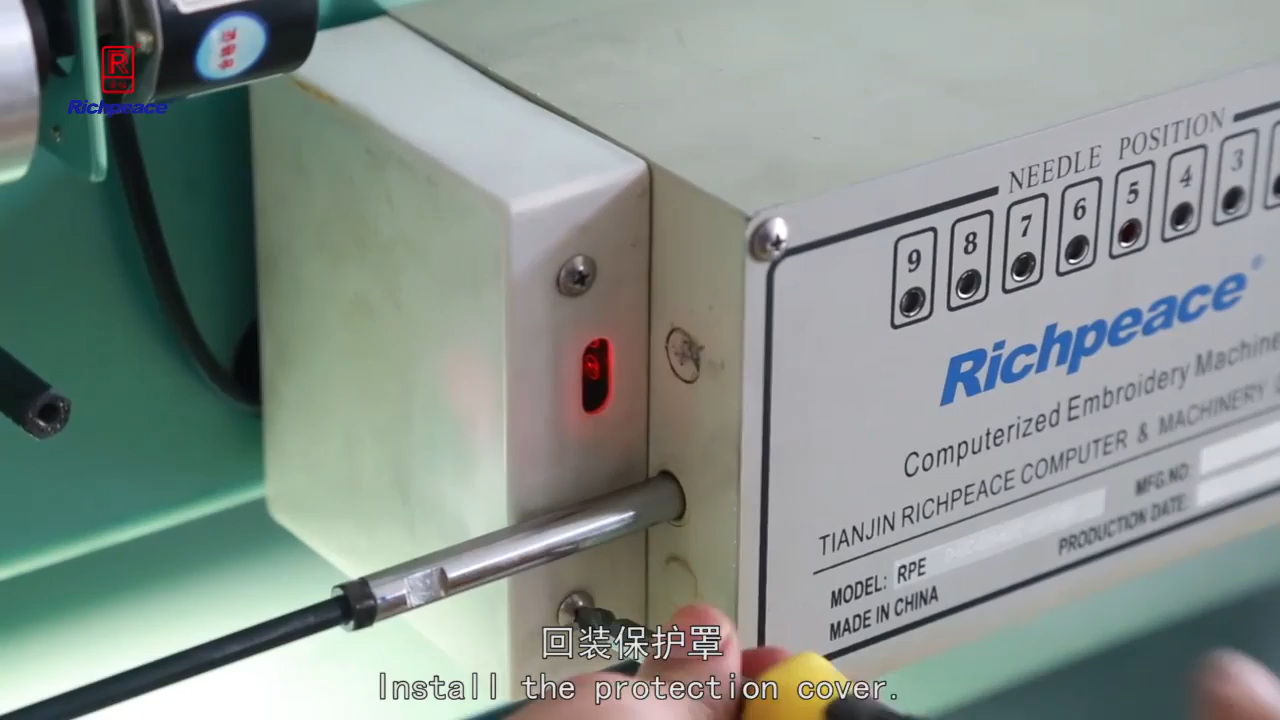 R
Richpeace
NEEDLE POSITION
9 8 7 6 5 4 3
Richpeace®
Computerized Embroidery Machine
TIANJIN RICHPEACE COMPUTER & MACHINERY
MFG.NO:
MODEL: RPE
PRODUCTION DATE:
MADE IN CHINA
回装保护罩
Install the protection cover.